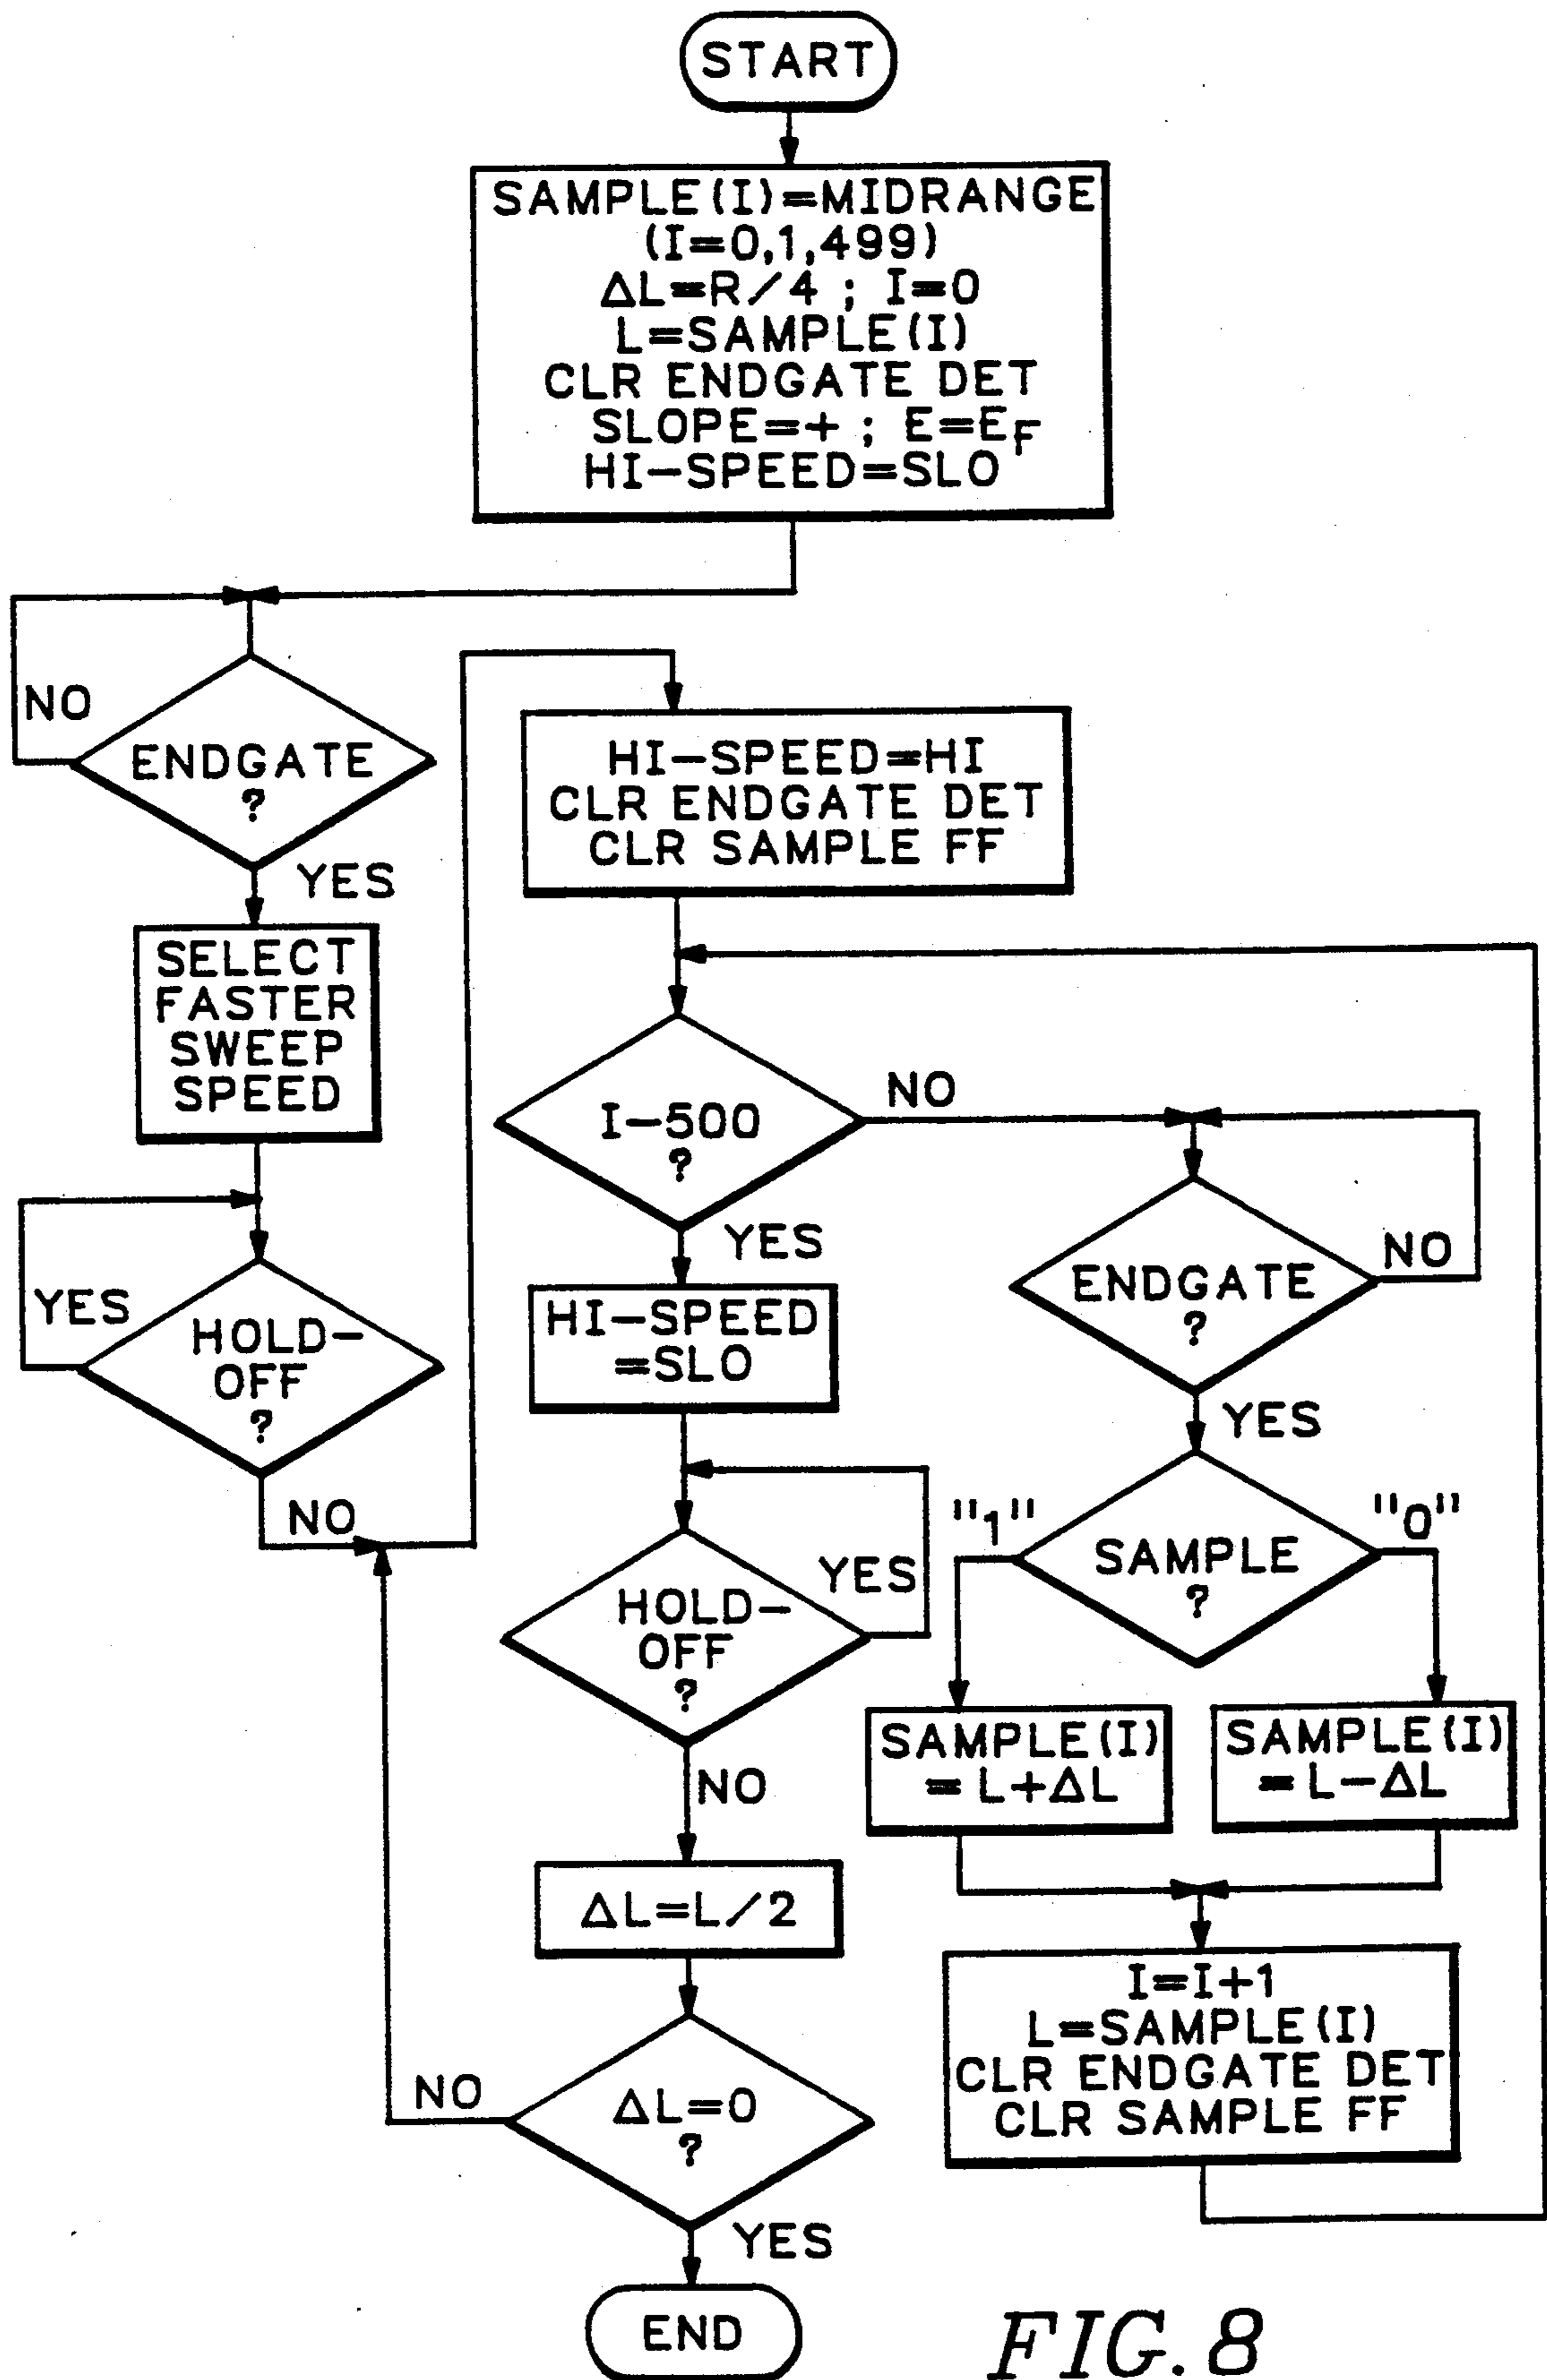 START
SAMPLE(I)=MIDRANGE
(I=0,1,499)
ΔL=R/4 ; I=0
L=SAMPLE(I)
CLR ENDGATE DET
SLOPE=+ ; E=EF
HI-SPEED=SLO
NO
ENDGATE
?
YES
SELECT
FASTER
SWEEP
SPEED
YES
HOLD-
OFF
?
NO
HI-SPEED=HI
CLR ENDGATE DET
CLR SAMPLE FF
I-500
?
NO
YES
HI-SPEED
=SLO
HOLD-
OFF
?
YES
NO
ΔL=L/2
ΔL=0
?
NO
YES
END
ENDGATE
?
NO
YES
SAMPLE
?
"1"
"0"
SAMPLE(I)
=L+ΔL
SAMPLE(I)
=L-ΔL
I=I+1
L=SAMPLE(I)
CLR ENDGATE DET
CLR SAMPLE FF
FIG.8